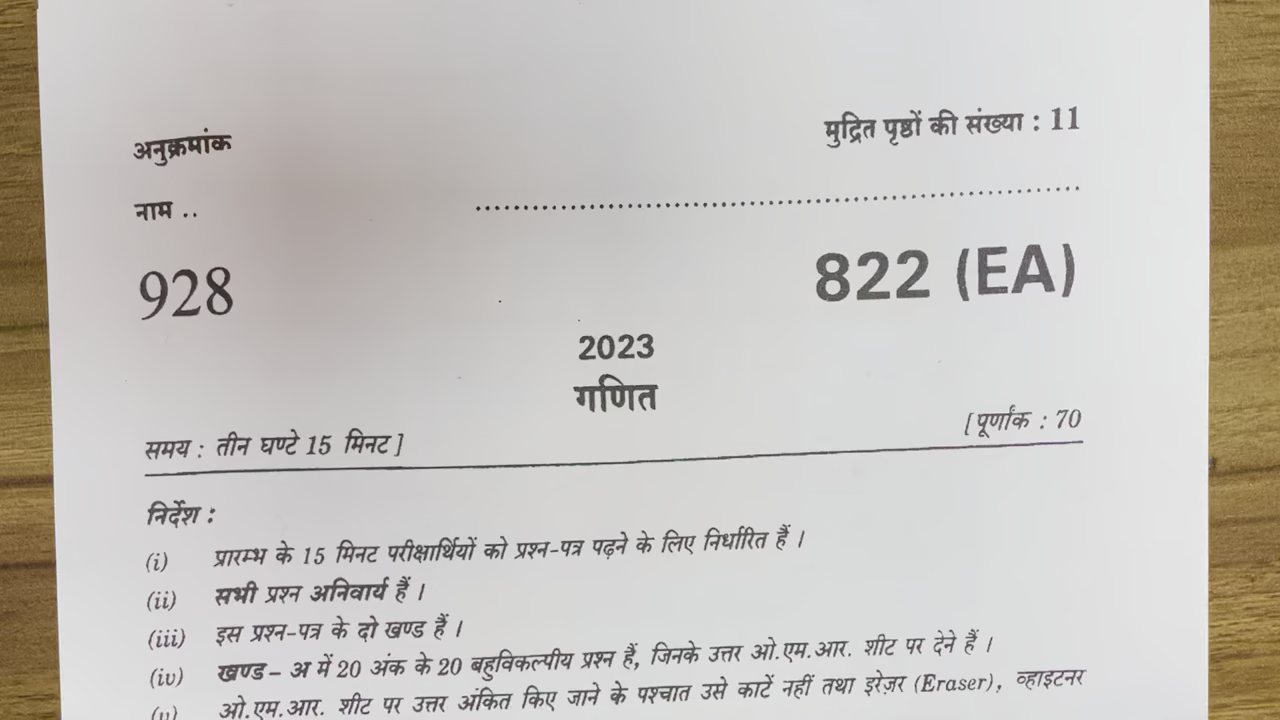 अनुक्रमांक
मुद्रित पृष्ठों की संख्या : 11
नाम .. ..............................................................
928
822 (EA)
2023
गणित
समय : तीन घण्टे 15 मिनट ]
[ पूर्णांक : 70
निर्देश :
(i) प्रारम्भ के 15 मिनट परीक्षार्थियों को प्रश्न-पत्र पढ़ने के लिए निर्धारित हैं ।
(ii) सभी प्रश्न अनिवार्य हैं ।
(iii) इस प्रश्न-पत्र के दो खण्ड हैं ।
(iv) खण्ड – अ में 20 अंक के 20 बहुविकल्पीय प्रश्न हैं, जिनके उत्तर ओ.एम.आर. शीट पर देने हैं ।
(v) ओ.एम.आर. शीट पर उत्तर अंकित किए जाने के पश्चात उसे काटें नहीं तथा इरेज़र (Eraser), व्हाइटनर